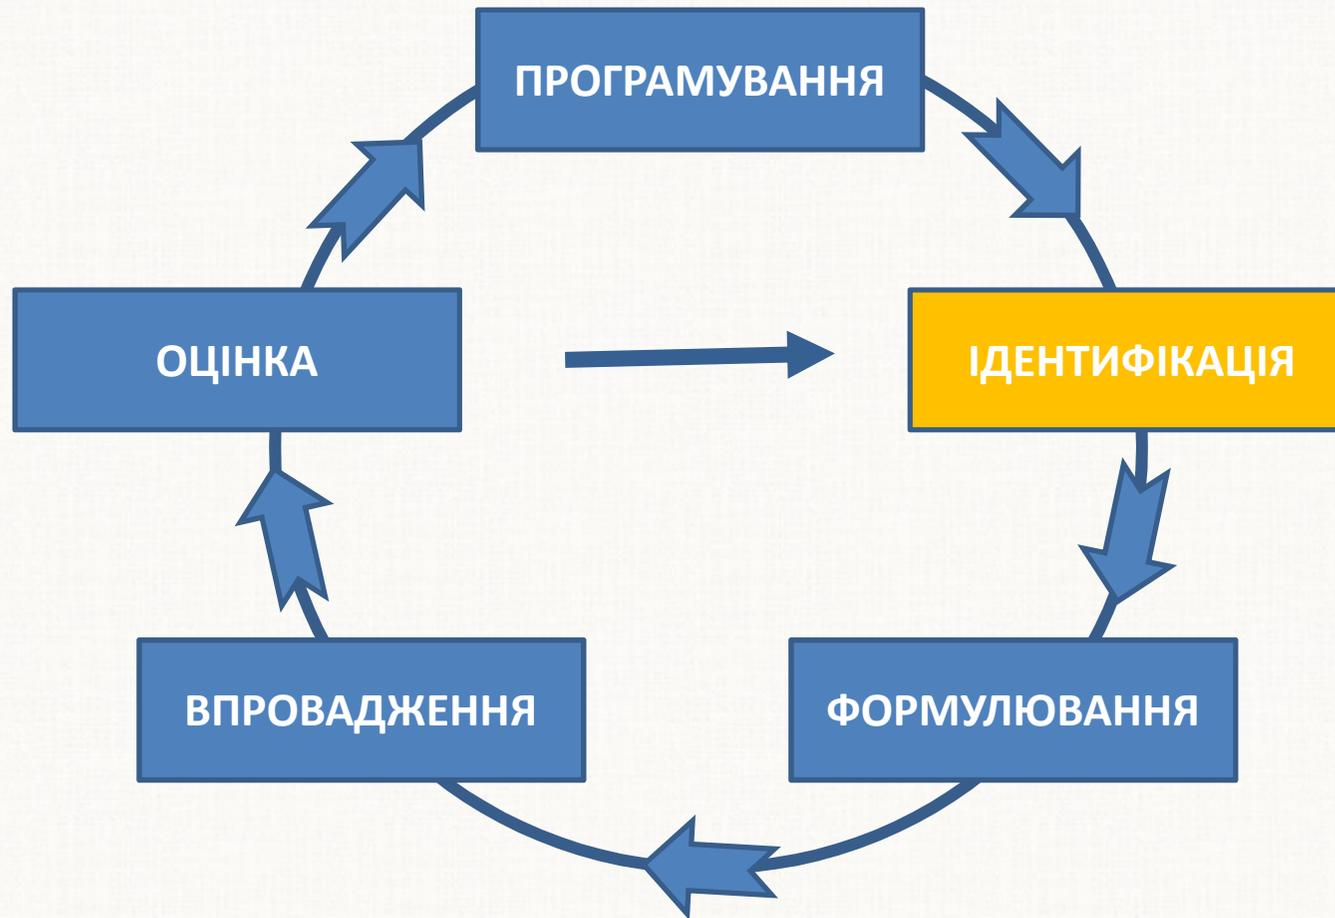 ПРОГРАМУВАННЯ
ОЦІНКА
ІДЕНТИФІКАЦІЯ
ВПРОВАДЖЕННЯ
ФОРМУЛЮВАННЯ